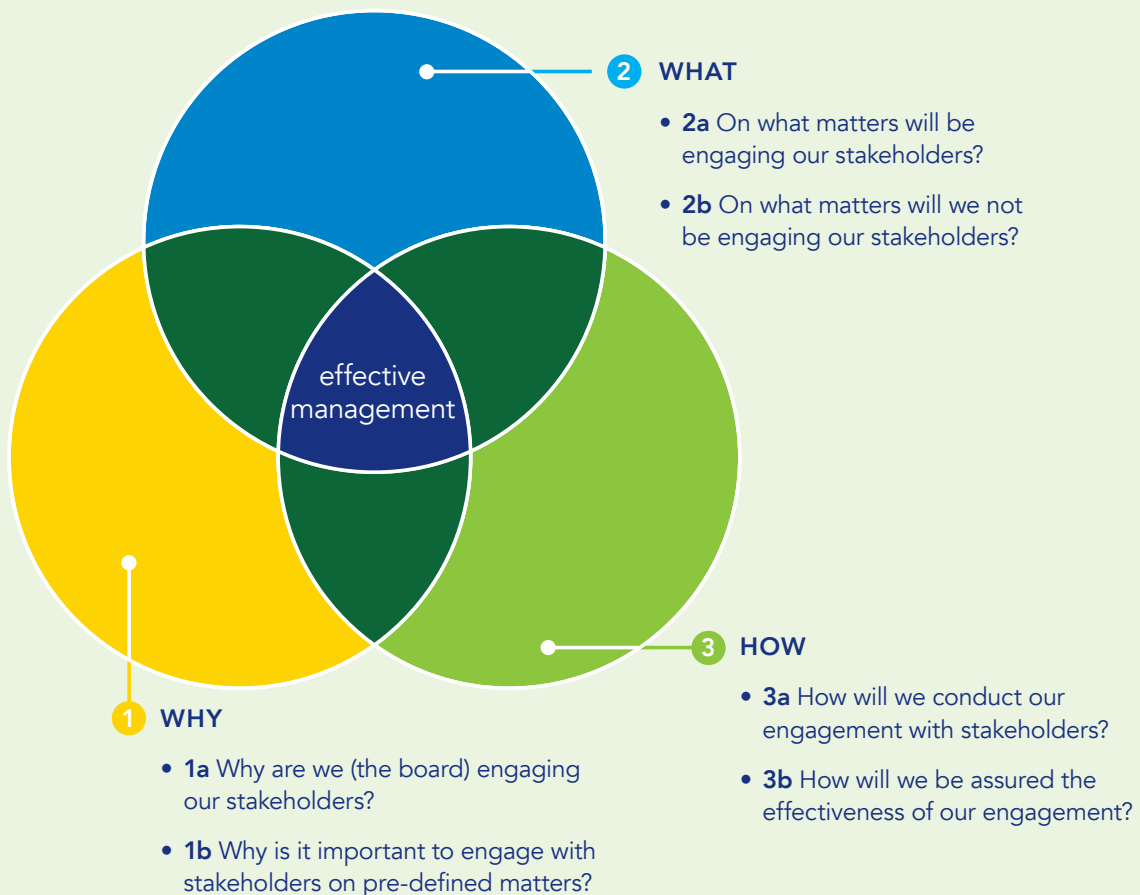 2 WHAT
• 2a On what matters will be
engaging our stakeholders?
• 2b On what matters will we not
be engaging our stakeholders?
effective
management
3 HOW
• 3a How will we conduct our
engagement with stakeholders?
• 3b How will we be assured the
effectiveness of our engagement?
1 WHY
• 1a Why are we (the board) engaging
our stakeholders?
• 1b Why is it important to engage with
stakeholders on pre-defined matters?